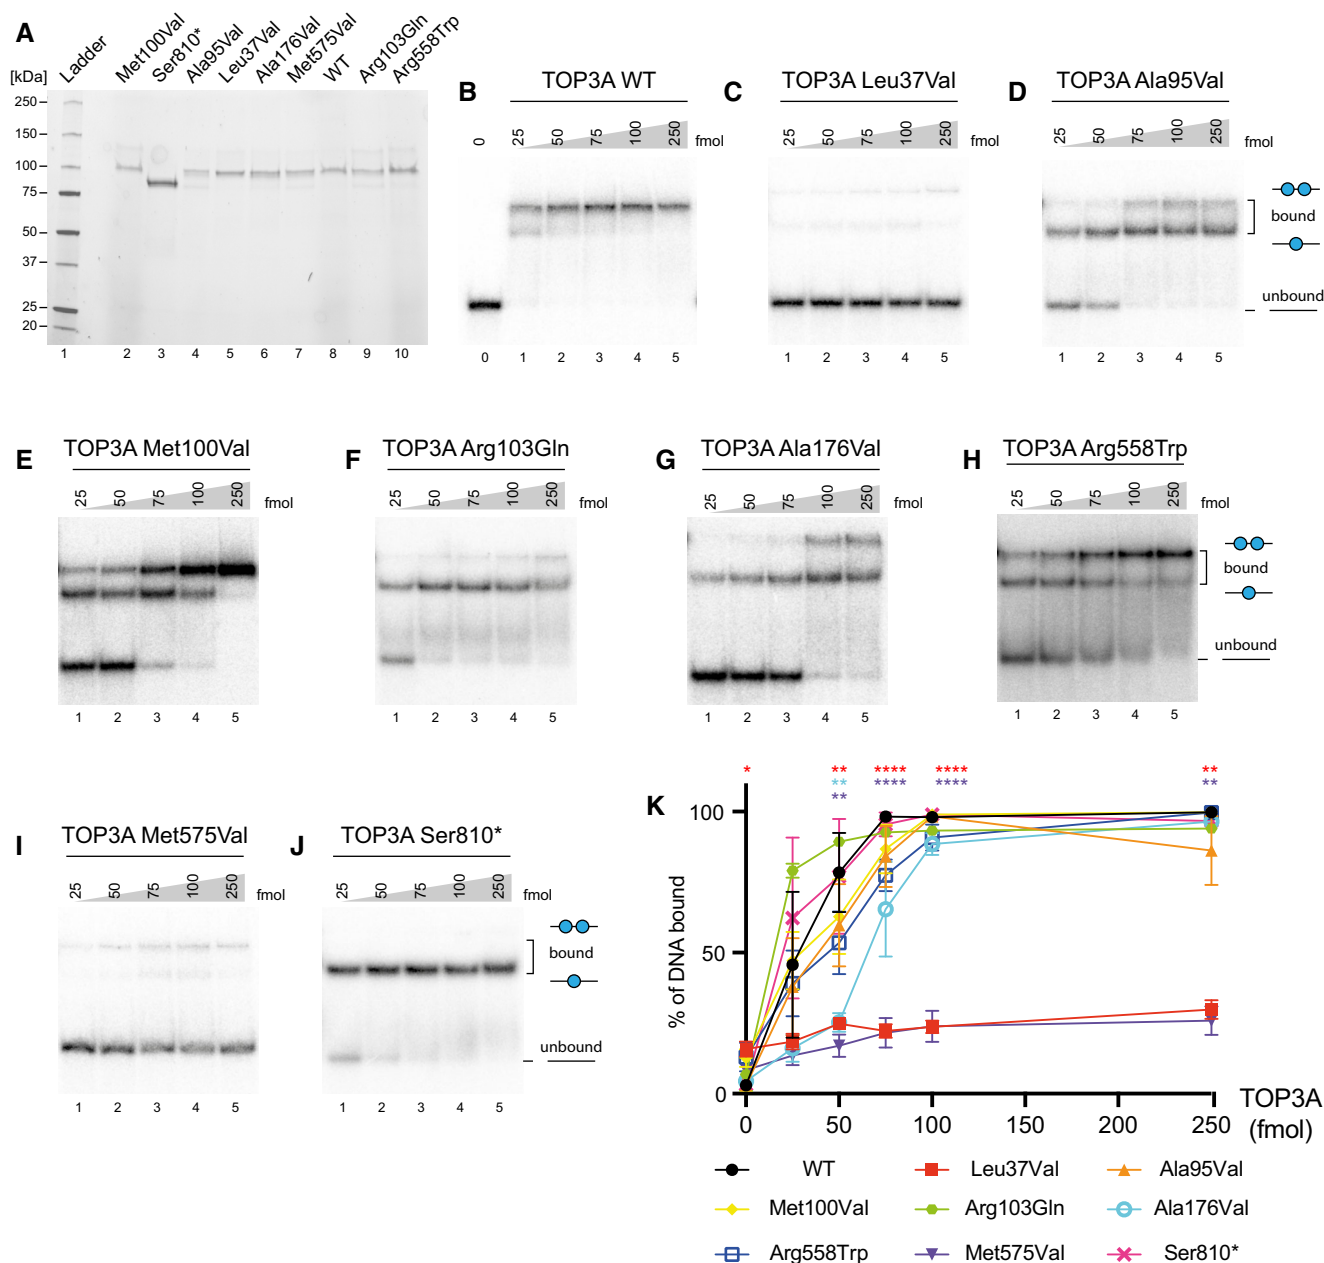 A
[kDa]
Ladder
Met100Val
Ser810*
Ala95Val
Leu37Val
Ala176Val
Met575Val
WT
Arg103Gln
Arg558Trp
250
150
100
75
50
37
25
20
1 2 3 4 5 6 7 8 9 10
B
TOP3A WT
0 25 50 75 100 250 fmol
0 1 2 3 4 5
C
TOP3A Leu37Val
25 50 75 100 250 fmol
1 2 3 4 5
D
TOP3A Ala95Val
25 50 75 100 250
bound
unbound
1 2 3 4 5
E
TOP3A Met100Val
25 50 75 100 250 fmol
1 2 3 4 5
F
TOP3A Arg103Gln
25 50 75 100 250 fmol
1 2 3 4 5
G
TOP3A Ala176Val
25 50 75 100 250 fmol
1 2 3 4 5
H
TOP3A Arg558Trp
25 50 75 100 250 fmol
bound
unbound
1 2 3 4 5
I
TOP3A Met575Val
25 50 75 100 250 fmol
1 2 3 4 5
J
TOP3A Ser810*
25 50 75 100 250 fmol
bound
unbound
1 2 3 4 5
K
* ** **** **** **
**
** **** **** **
% of DNA bound
100
50
0
0 50 100 150 200 250
TOP3A
(fmol)
WT Leu37Val Ala95Val
Met100Val Arg103Gln Ala176Val
Arg558Trp Met575Val Ser810*